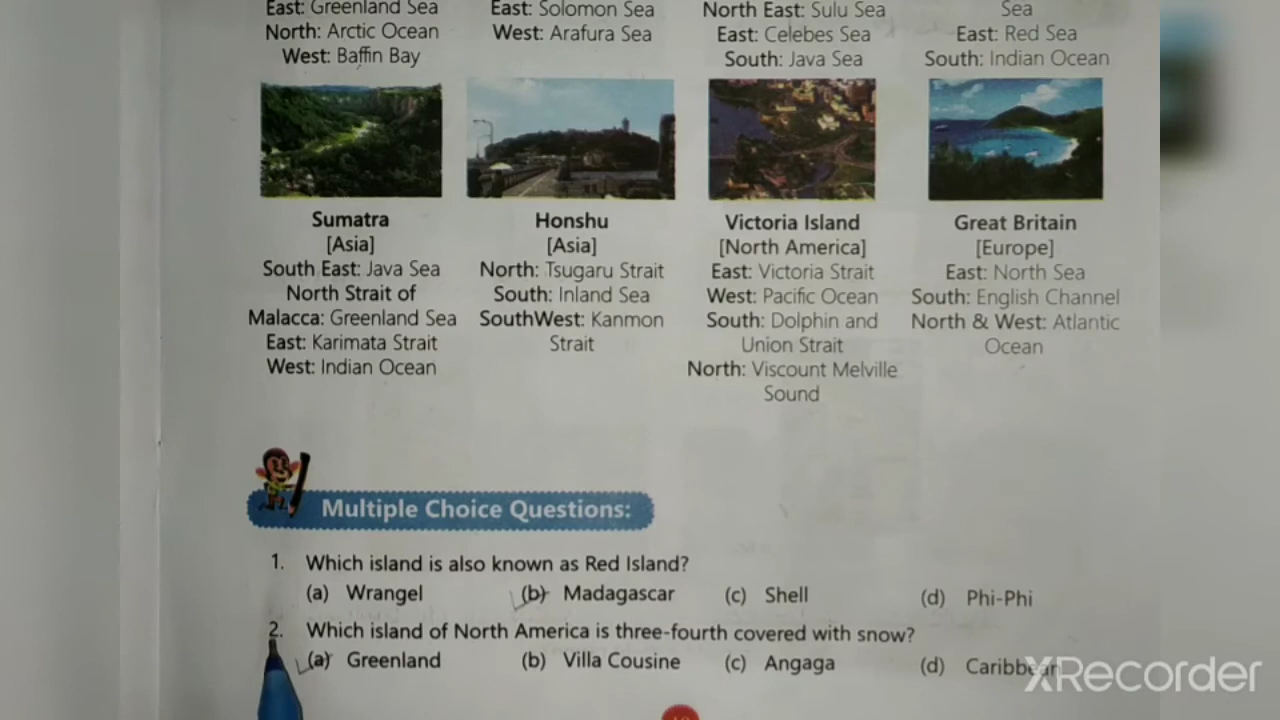 East: Greenland Sea
North: Arctic Ocean
West: Baffin Bay
East: Solomon Sea
West: Arafura Sea
North East: Sulu Sea
East: Celebes Sea
South: Java Sea
Sea
East: Red Sea
South: Indian Ocean
Sumatra
[Asia]
South East: Java Sea
North Strait of
Malacca: Greenland Sea
East: Karimata Strait
West: Indian Ocean
Honshu
[Asia]
North: Tsugaru Strait
South: Inland Sea
SouthWest: Kanmon
Strait
Victoria Island
[North America]
East: Victoria Strait
West: Pacific Ocean
South: Dolphin and
Union Strait
North: Viscount Melville
Sound
Great Britain
[Europe]
East: North Sea
South: English Channel
North & West: Atlantic
Ocean
Multiple Choice Questions:
1. Which island is also known as Red Island?
(a) Wrangel (b) Madagascar (c) Shell (d) Phi-Phi
2. Which island of North America is three-fourth covered with snow?
(a) Greenland (b) Villa Cousine (c) Angaga (d) Caribbean
XRecorder